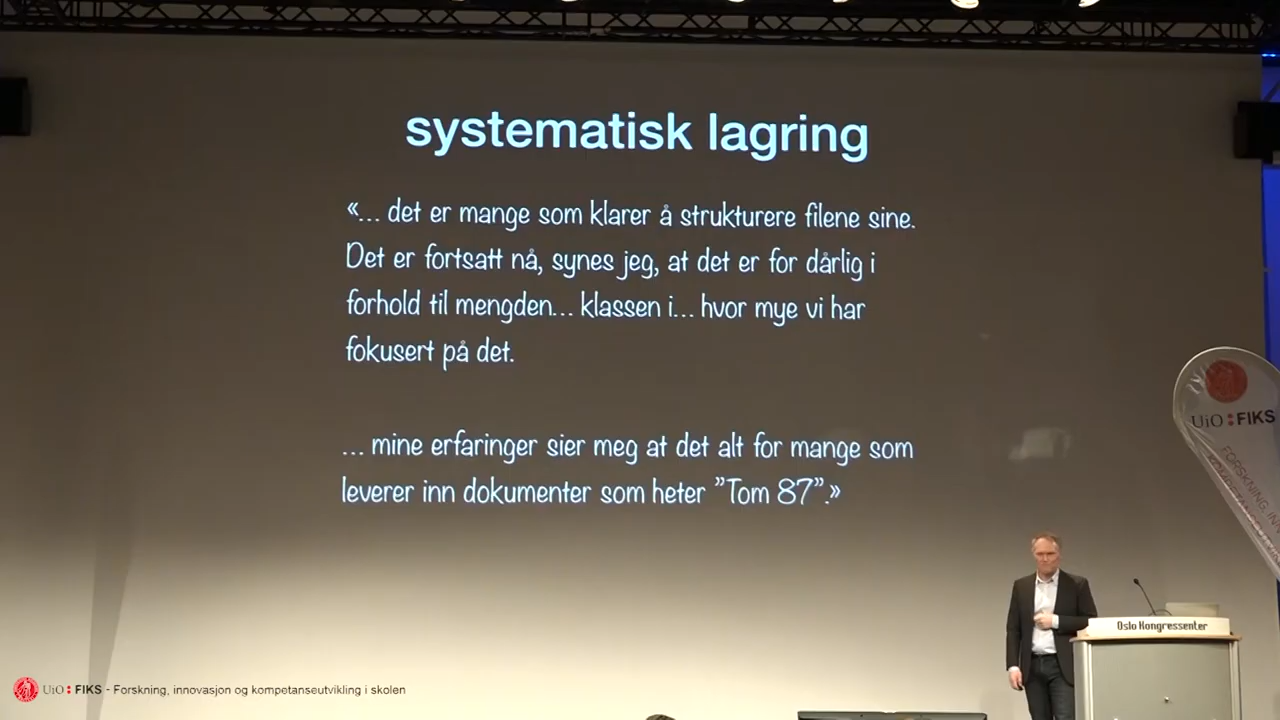 systematisk lagring
«... det er mange som klarer å strukturere filene sine.
Det er fortsatt nå, synes jeg, at det er for dårlig i
forhold til mengden... klassen i... hvor mye vi har
fokusert på det.
... mine erfaringer sier meg at det alt for mange som
leverer inn dokumenter som heter ”Tom 87”.»
UiO:FIKS
FORSKNING, IN
Oslo Kongressenter
UiO:FIKS - Forskning, innovasjon og kompetanseutvikling i skolen